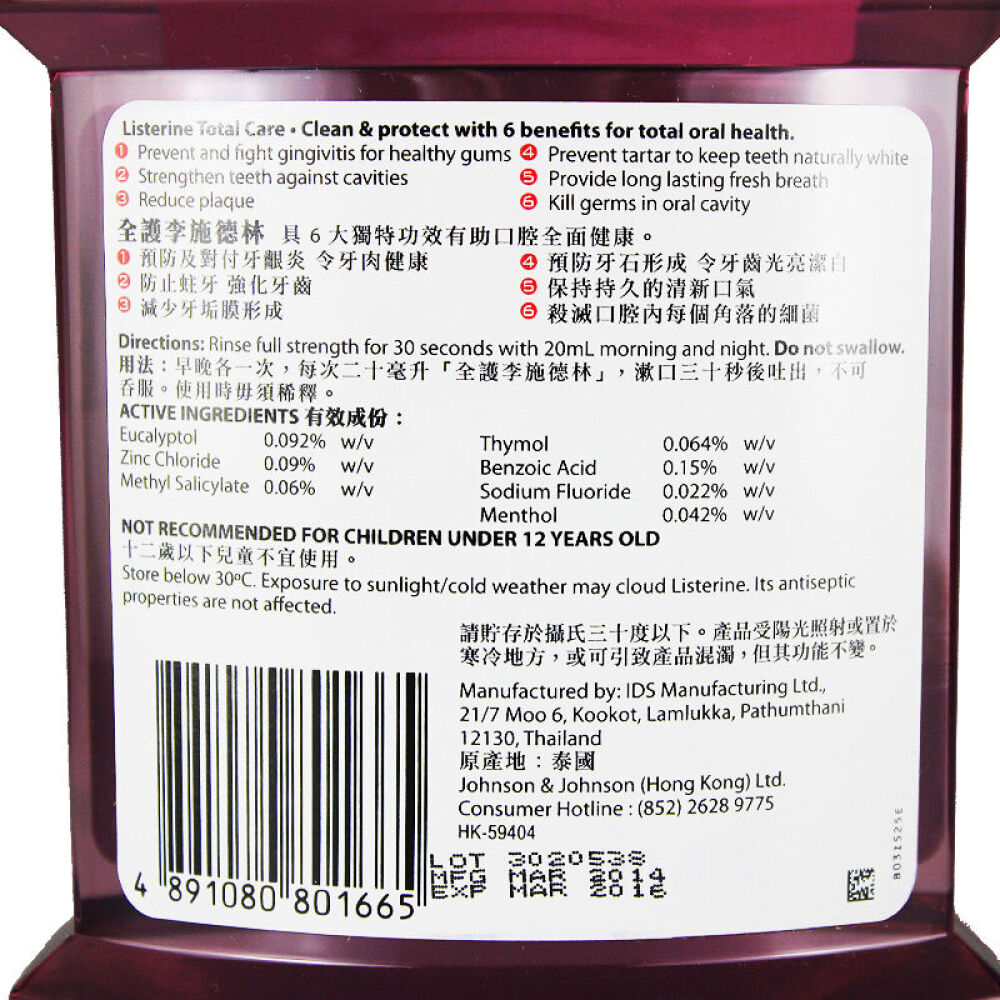 Listerine Total Care • Clean & protect with 6 benefits for total oral health.
1 Prevent and fight gingivitis for healthy gums
2 Strengthen teeth against cavities
3 Reduce plaque
4 Prevent tartar to keep teeth naturally white
5 Provide long lasting fresh breath
6 Kill germs in oral cavity
全護李施德林 具6大獨特功效有助口腔全面健康。
1 預防及對付牙齦炎 令牙肉健康
2 防止蛀牙 強化牙齒
3 減少牙垢膜形成
4 預防牙石形成 令牙齒光亮潔白
5 保持持久的清新口氣
6 殺滅口腔內每個角落的細菌
Directions: Rinse full strength for 30 seconds with 20mL morning and night. Do not swallow.
用法：早晚各一次，每次二十毫升「全護李施德林」，漱口三十秒後吐出，不可
吞服。使用時毋須稀釋。
ACTIVE INGREDIENTS 有效成份：
Eucalyptol 0.092% w/v
Zinc Chloride 0.09% w/v
Methyl Salicylate 0.06% w/v
Thymol 0.064% w/v
Benzoic Acid 0.15% w/v
Sodium Fluoride 0.022% w/v
Menthol 0.042% w/v
NOT RECOMMENDED FOR CHILDREN UNDER 12 YEARS OLD
十二歲以下兒童不宜使用。
Store below 30ºC. Exposure to sunlight/cold weather may cloud Listerine. Its antiseptic
properties are not affected.
請貯存於攝氏三十度以下。產品受陽光照射或置於
寒冷地方，或可引致產品混濁，但其功能不變。
Manufactured by: IDS Manufacturing Ltd.,
21/7 Moo 6, Kookot, Lamlukka, Pathumthani
12130, Thailand
原產地：泰國
Johnson & Johnson (Hong Kong) Ltd.
Consumer Hotline : (852) 2628 9775
HK-59404
LOT 3020538
MFG MAR 2014
EXP MAR 2016
4 891080 801665
8031525E